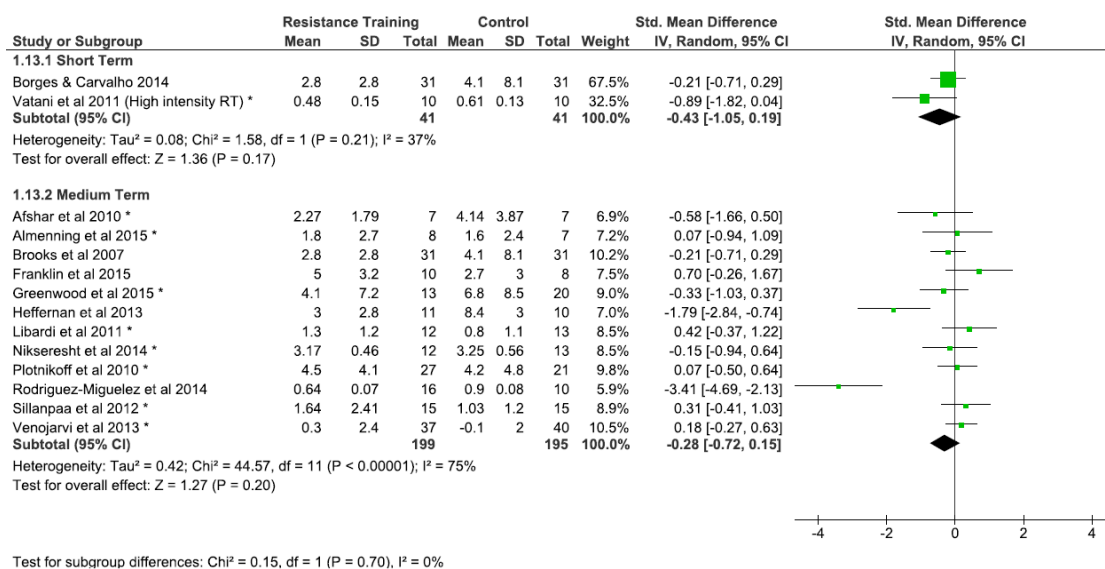 Resistance Training Control Std. Mean Difference Std. Mean Difference
Study or Subgroup Mean SD Total Mean SD Total Weight IV, Random, 95% CI IV, Random, 95% CI
1.13.1 Short Term
Borges & Carvalho 2014 2.8 2.8 31 4.1 8.1 31 67.5% -0.21 [-0.71, 0.29]
Vatani et al 2011 (High intensity RT) * 0.48 0.15 10 0.61 0.13 10 32.5% -0.89 [-1.82, 0.04]
Subtotal (95% CI) 41 41 100.0% -0.43 [-1.05, 0.19]
Heterogeneity: Tau² = 0.08; Chi² = 1.58, df = 1 (P = 0.21); I² = 37%
Test for overall effect: Z = 1.36 (P = 0.17)
1.13.2 Medium Term
Afshar et al 2010 * 2.27 1.79 7 4.14 3.87 7 6.9% -0.58 [-1.66, 0.50]
Almenning et al 2015 * 1.8 2.7 8 1.6 2.4 7 7.2% 0.07 [-0.94, 1.09]
Brooks et al 2007 2.8 2.8 31 4.1 8.1 31 10.2% -0.21 [-0.71, 0.29]
Franklin et al 2015 5 3.2 10 2.7 3 8 7.5% 0.70 [-0.26, 1.67]
Greenwood et al 2015 * 4.1 7.2 13 6.8 8.5 20 9.0% -0.33 [-1.03, 0.37]
Heffernan et al 2013 3 2.8 11 8.4 3 10 7.0% -1.79 [-2.84, -0.74]
Libardi et al 2011 * 1.3 1.2 12 0.8 1.1 13 8.5% 0.42 [-0.37, 1.22]
Nikseresht et al 2014 * 3.17 0.46 12 3.25 0.56 13 8.5% -0.15 [-0.94, 0.64]
Plotnikoff et al 2010 * 4.5 4.1 27 4.2 4.8 21 9.8% 0.07 [-0.50, 0.64]
Rodriguez-Miguelez et al 2014 0.64 0.07 16 0.9 0.08 10 5.9% -3.41 [-4.69, -2.13]
Sillanpaa et al 2012 * 1.64 2.41 15 1.03 1.2 15 8.9% 0.31 [-0.41, 1.03]
Venojarvi et al 2013 * 0.3 2.4 37 -0.1 2 40 10.5% 0.18 [-0.27, 0.63]
Subtotal (95% CI) 199 195 100.0% -0.28 [-0.72, 0.15]
Heterogeneity: Tau² = 0.42; Chi² = 44.57, df = 11 (P < 0.00001); I² = 75%
Test for overall effect: Z = 1.27 (P = 0.20)
-4 -2 0 2 4
Test for subgroup differences: Chi² = 0.15, df = 1 (P = 0.70), I² = 0%